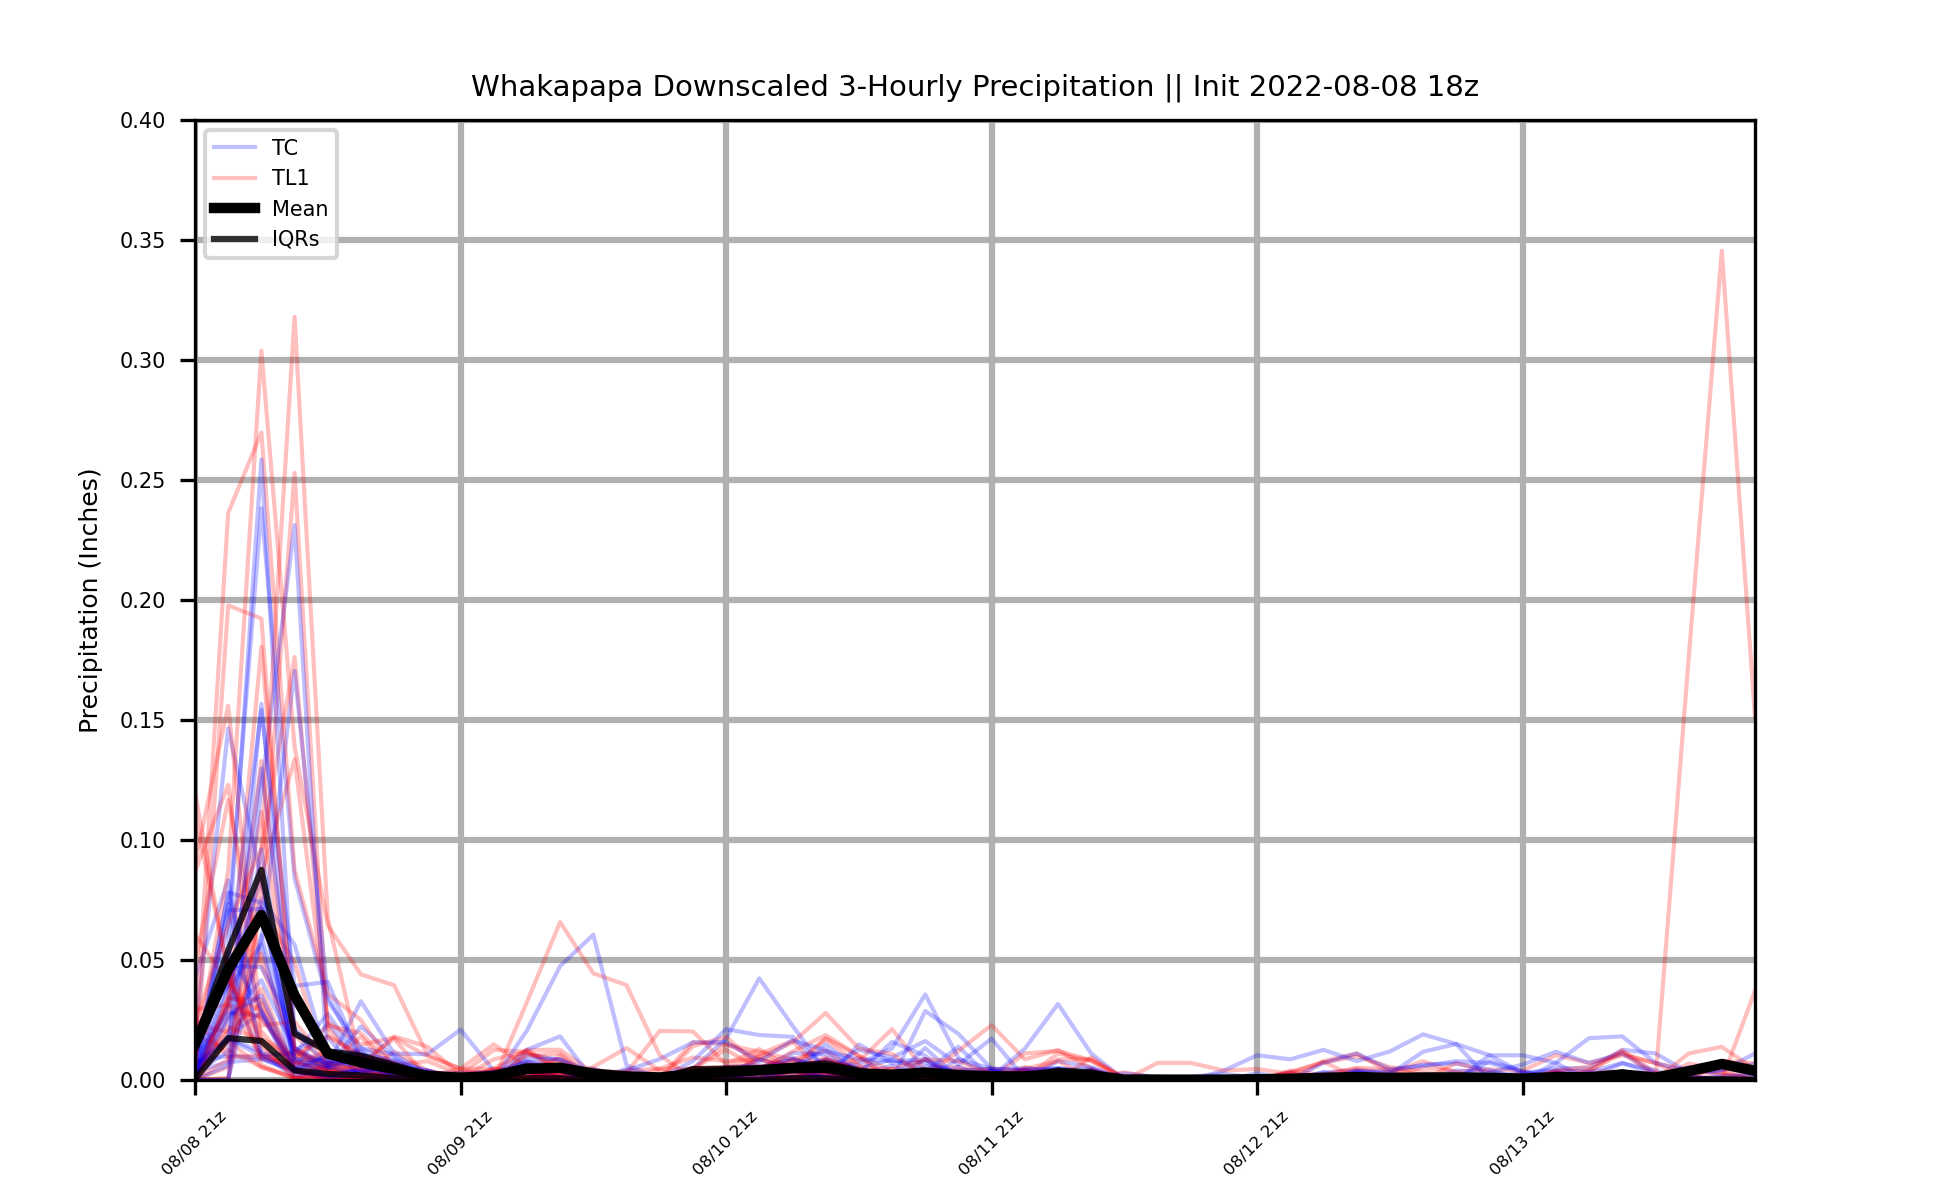 Whakapapa Downscaled 3-Hourly Precipitation || Init 2022-08-08 18z
Precipitation (Inches)
0.40
0.35
0.30
0.25
0.20
0.15
0.10
0.05
0.00
TC
TL1
Mean
IQRs
08/08 21z
08/09 21z
08/10 21z
08/11 21z
08/12 21z
08/13 21z